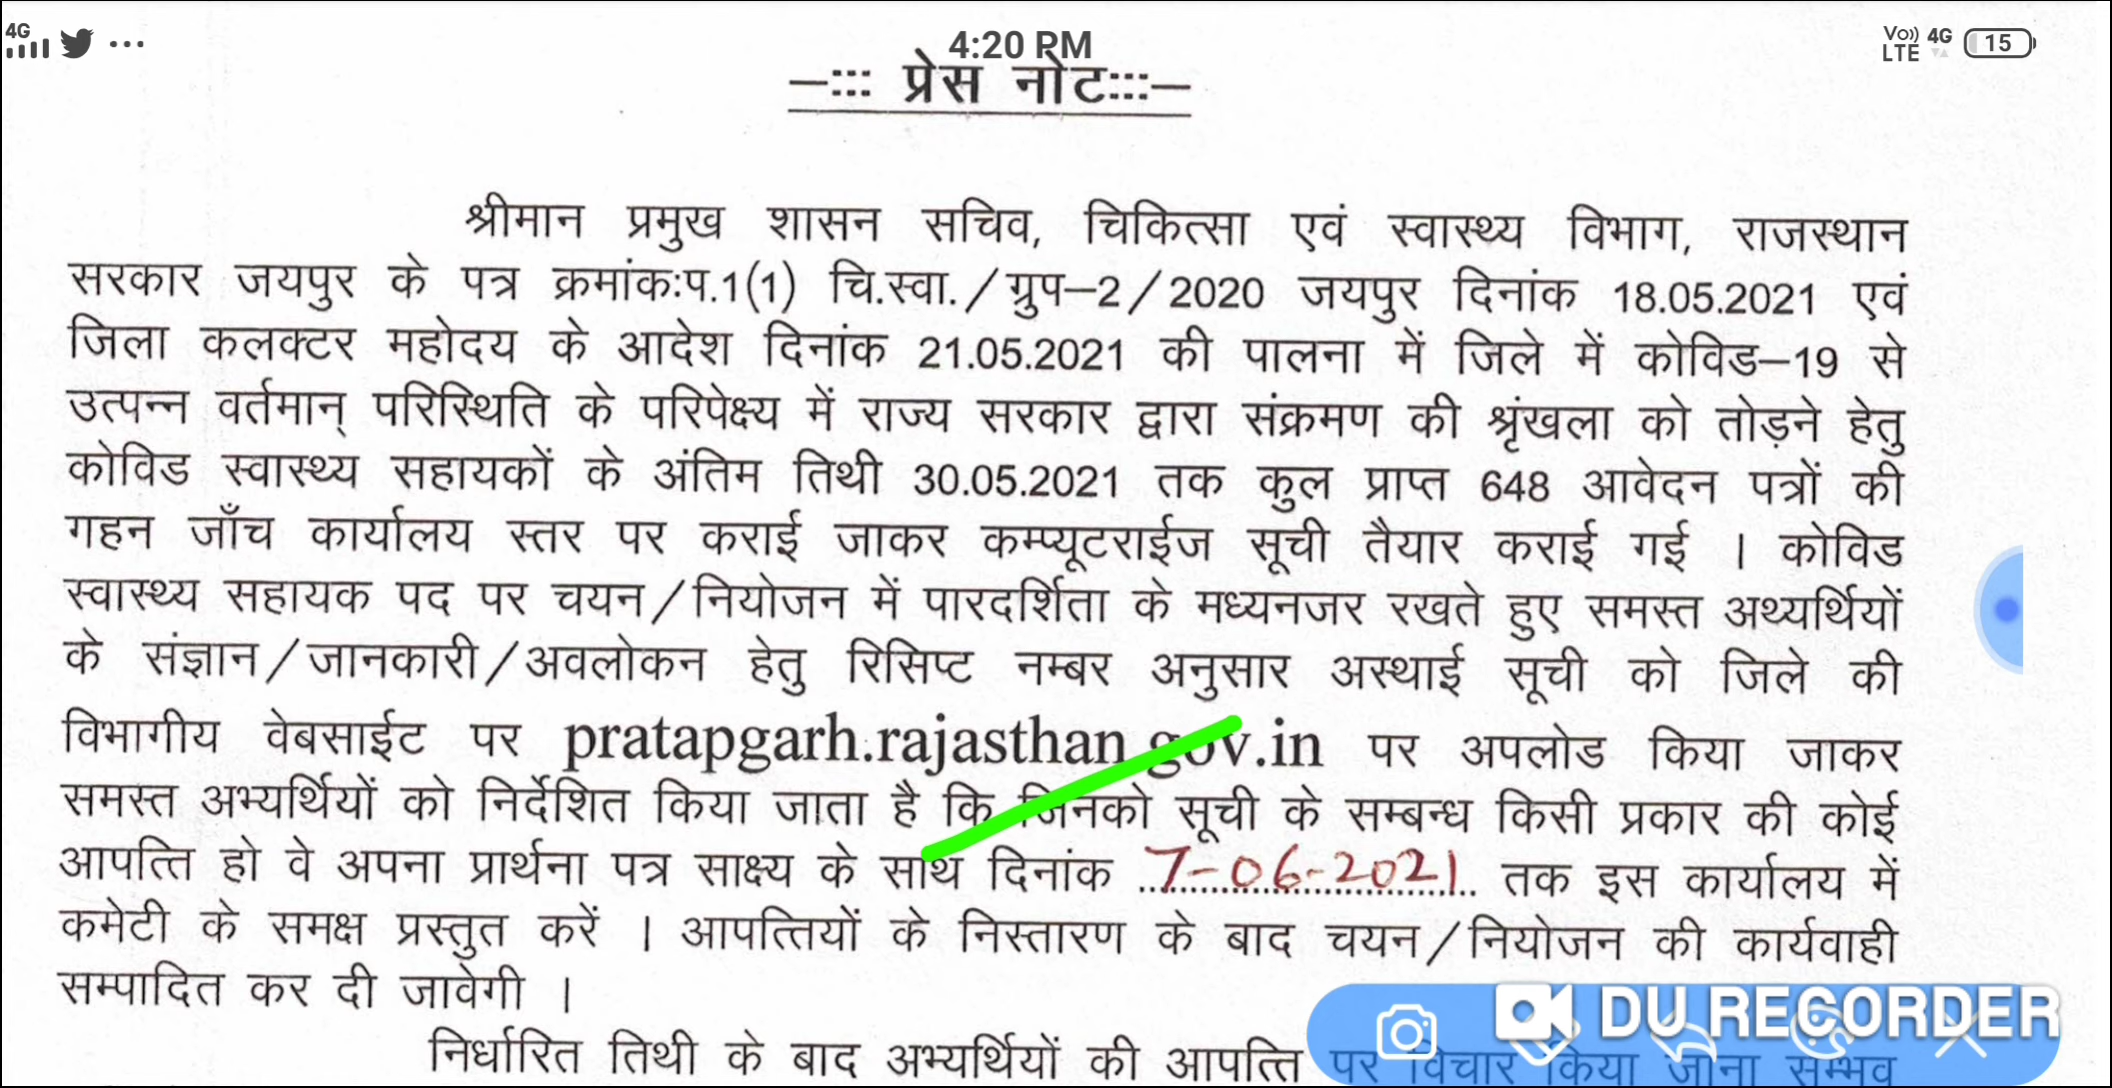 4G
...
4:20 PM
Vo)) 4G
LTE
15
—::: प्रेस नोट:::—
श्रीमान प्रमुख शासन सचिव, चिकित्सा एवं स्वास्थ्य विभाग, राजस्थान
सरकार जयपुर के पत्र क्रमांक:प.1(1) चि.स्वा./ग्रुप–2/2020 जयपुर दिनांक 18.05.2021 एवं
जिला कलक्टर महोदय के आदेश दिनांक 21.05.2021 की पालना में जिले में कोविड–19 से
उत्पन्न वर्तमान् परिस्थिति के परिपेक्ष्य में राज्य सरकार द्वारा संक्रमण की श्रृंखला को तोड़ने हेतु
कोविड स्वास्थ्य सहायकों के अंतिम तिथी 30.05.2021 तक कुल प्राप्त 648 आवेदन पत्रों की
गहन जाँच कार्यालय स्तर पर कराई जाकर कम्प्यूटराईज सूची तैयार कराई गई । कोविड
स्वास्थ्य सहायक पद पर चयन/नियोजन में पारदर्शिता के मध्यनजर रखते हुए समस्त अथ्यर्थियों
के संज्ञान/जानकारी/अवलोकन हेतु रिसिप्ट नम्बर अनुसार अस्थाई सूची को जिले की
विभागीय वेबसाईट पर pratapgarh.rajasthan.gov.in पर अपलोड किया जाकर
समस्त अभ्यर्थियों को निर्देशित किया जाता है कि जिनको सूची के सम्बन्ध किसी प्रकार की कोई
आपत्ति हो वे अपना प्रार्थना पत्र साक्ष्य के साथ दिनांक 7-06-2021 तक इस कार्यालय में
कमेटी के समक्ष प्रस्तुत करें । आपत्तियों के निस्तारण के बाद चयन/नियोजन की कार्यवाही
सम्पादित कर दी जावेगी ।
निर्धारित तिथी के बाद अभ्यर्थियों की आपत्ति पर विचार किया जाना सम्भव
DU RECORDER